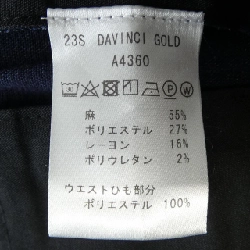 23S DAVINCI GOLD
A4360
麻 55%
ポリエステル 27%
レーヨン 16%
ポリウレタン 2%
ウエストひも部分
ポリエステル 100%